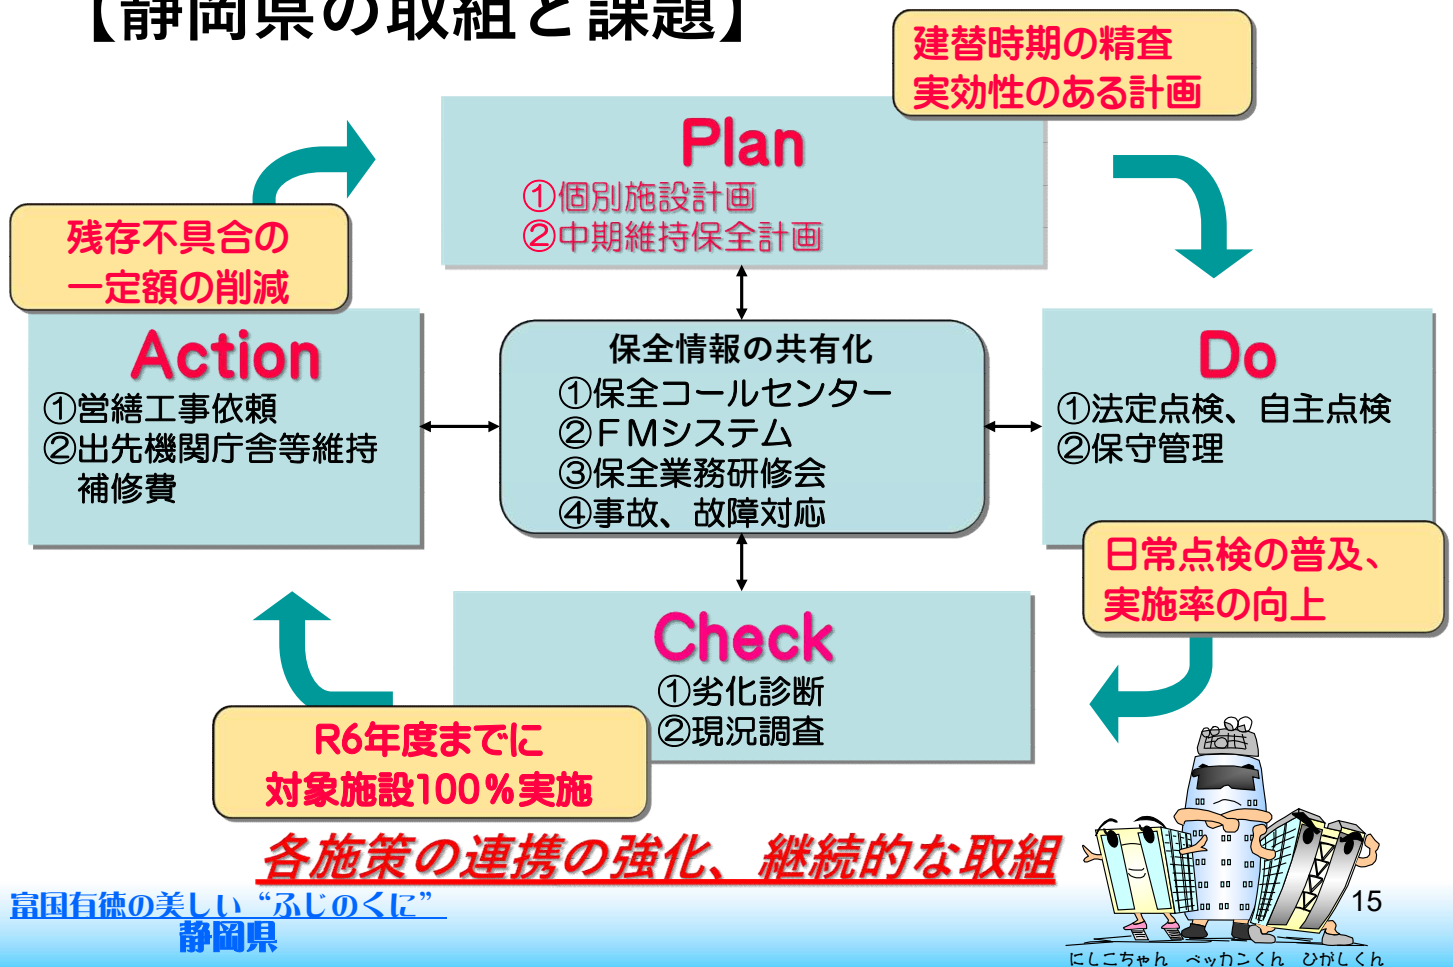 【静岡県の取組と課題】
建替時期の精査
実効性のある計画
Plan
①個別施設計画
②中期維持保全計画
残存不具合の
一定額の削減
Action
①営繕工事依頼
②出先機関庁舎等維持
補修費
保全情報の共有化
①保全コールセンター
②ＦＭシステム
③保全業務研修会
④事故、故障対応
Do
①法定点検、自主点検
②保守管理
日常点検の普及、
実施率の向上
Check
①劣化診断
②現況調査
R6年度までに
対象施設100％実施
各施策の連携の強化、継続的な取組
富国有徳の美しい“ふじのくに”
静岡県
15
にしこちゃん ベッカンくん ひがしくん